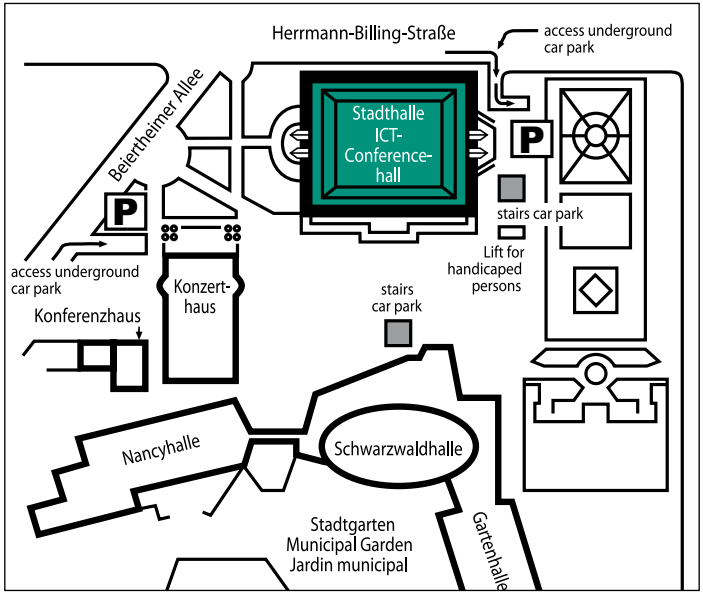 Herrmann-Billing-Straße
access underground
car park
Beiertheimer Allee
Stadthalle
ICT-
Conference-
hall
P
P
stairs car park
access underground
car park
Konzert-
haus
Lift for
handicaped
persons
stairs
car park
Konferenzhaus
Nancyhalle
Schwarzwaldhalle
Stadtgarten
Municipal Garden
Jardin municipal
Gartenhalle